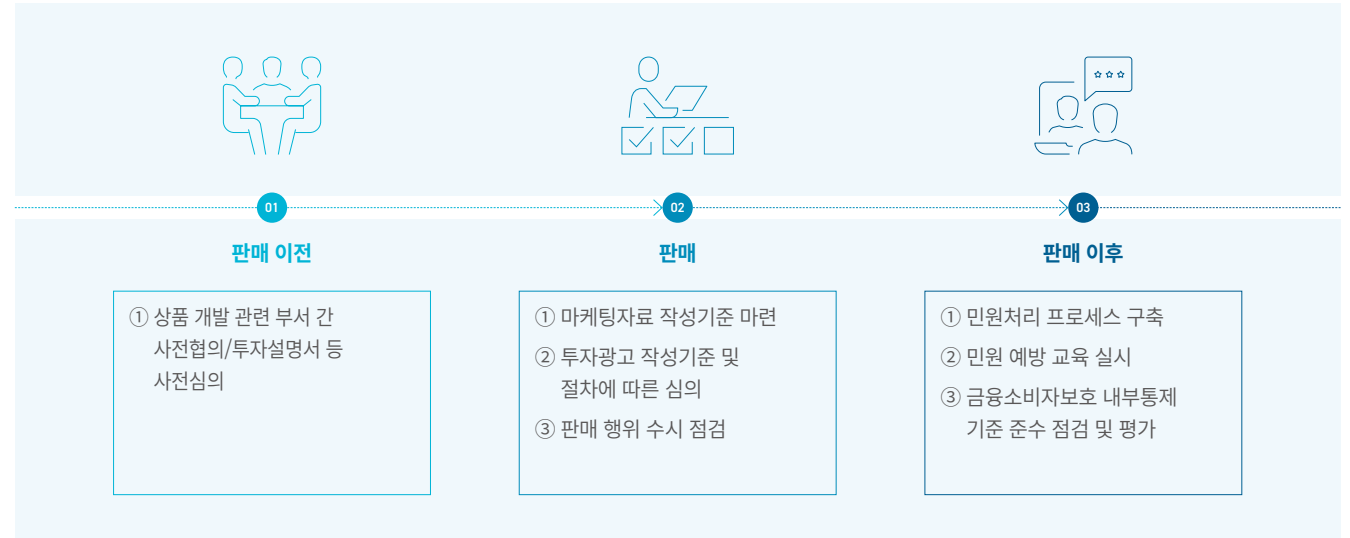 01
판매 이전
① 상품 개발 관련 부서 간
사전협의/투자설명서 등
사전심의
02
판매
① 마케팅자료 작성기준 마련
② 투자광고 작성기준 및
절차에 따른 심의
③ 판매 행위 수시 점검
03
판매 이후
① 민원처리 프로세스 구축
② 민원 예방 교육 실시
③ 금융소비자보호 내부통제
기준 준수 점검 및 평가